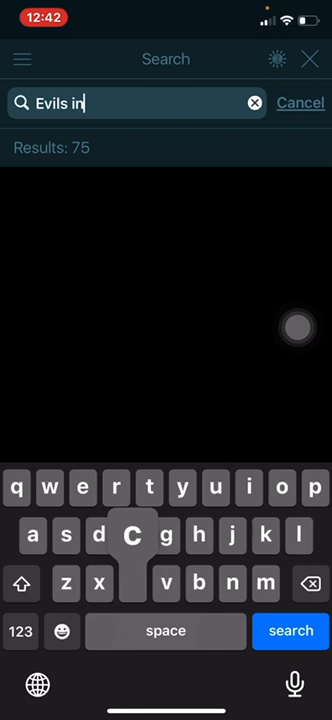 12:42
Search
Evils in
Cancel
Results: 75
q w e r t y u i o p
a s d g h j k l
C
z x v b n m
123 space search